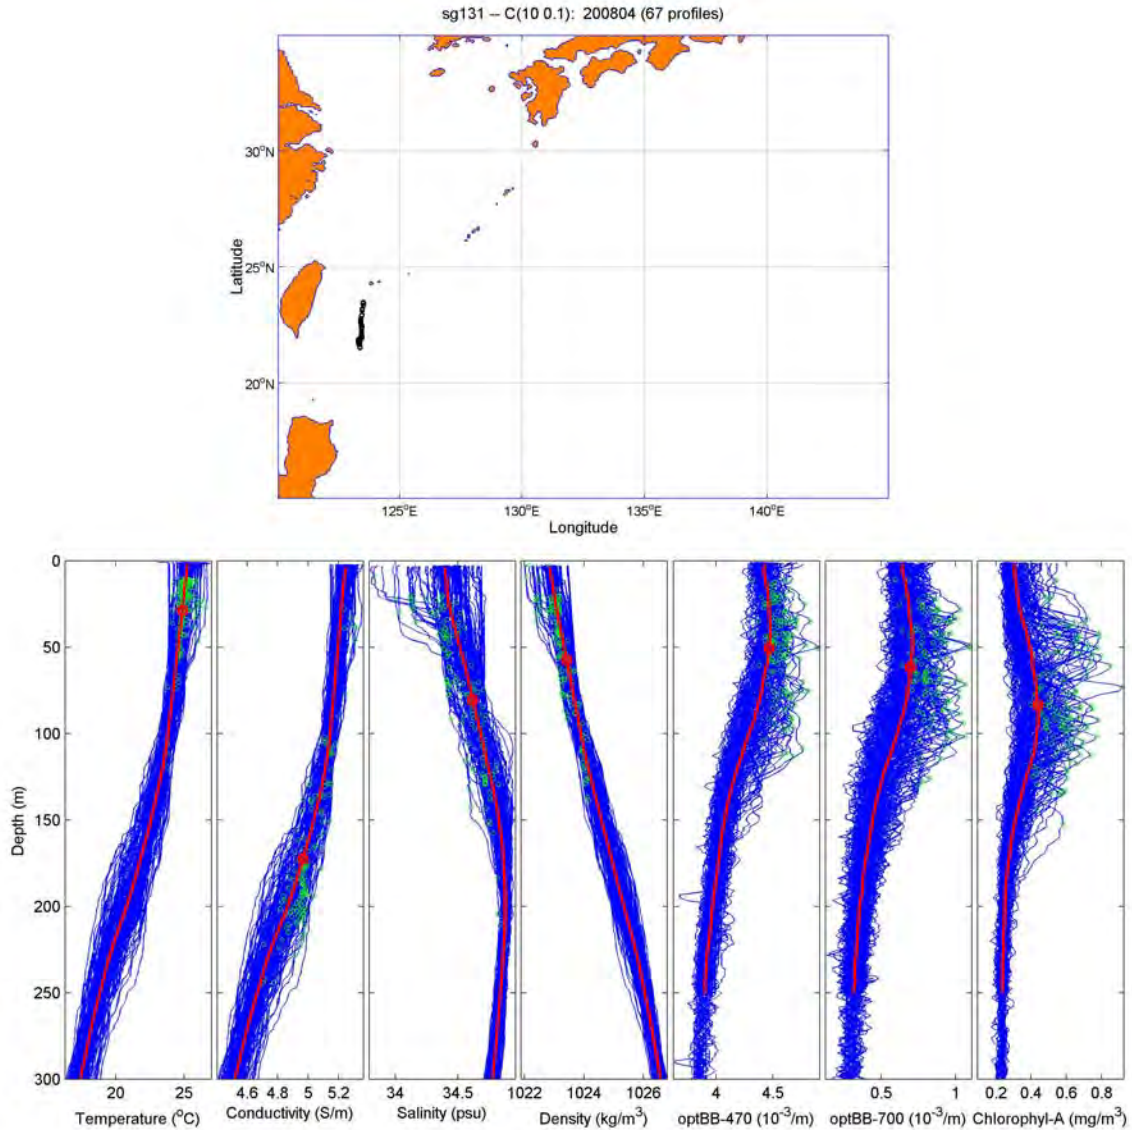 sg131 -- C(10 0.1): 200804 (67 profiles)
30°N
25°N
20°N
Latitude
125°E 130°E 135°E 140°E
Longitude
0
50
100
150
200
250
300
Depth (m)
20 25
4.6 4.8 5 5.2
34 34.5
1022 1024 1026
4 4.5
0.5 1
0.2 0.4 0.6 0.8
Temperature (°C)
Conductivity (S/m)
Salinity (psu)
Density (kg/m³)
optBB-470 (10⁻³/m)
optBB-700 (10⁻³/m)
Chlorophyl-A (mg/m³)